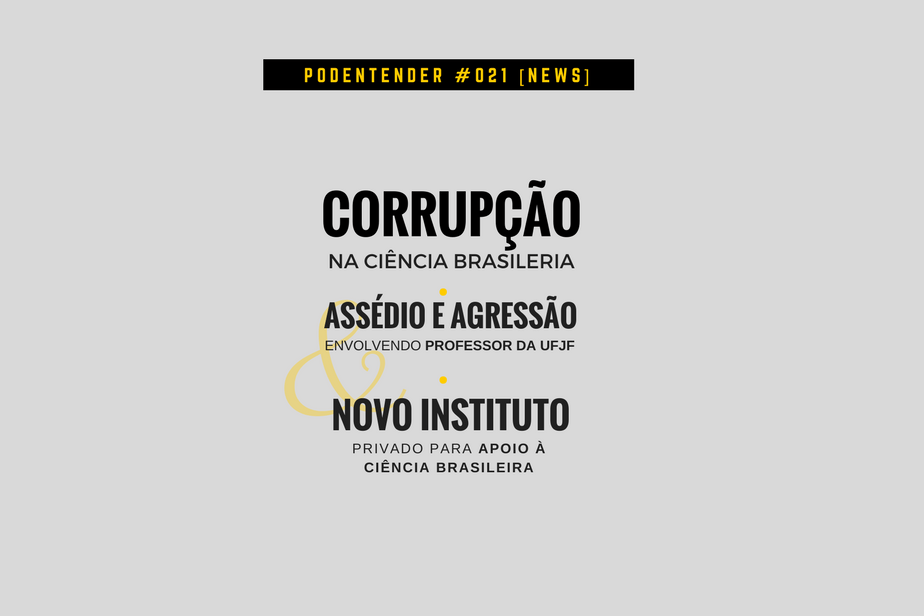 PODENTENDER #021 [NEWS]
CORRUPÇÃO
NA CIÊNCIA BRASILERIA
ASSÉDIO E AGRESSÃO
ENVOLVENDO PROFESSOR DA UFJF
&
NOVO INSTITUTO
PRIVADO PARA APOIO À
CIÊNCIA BRASILEIRA